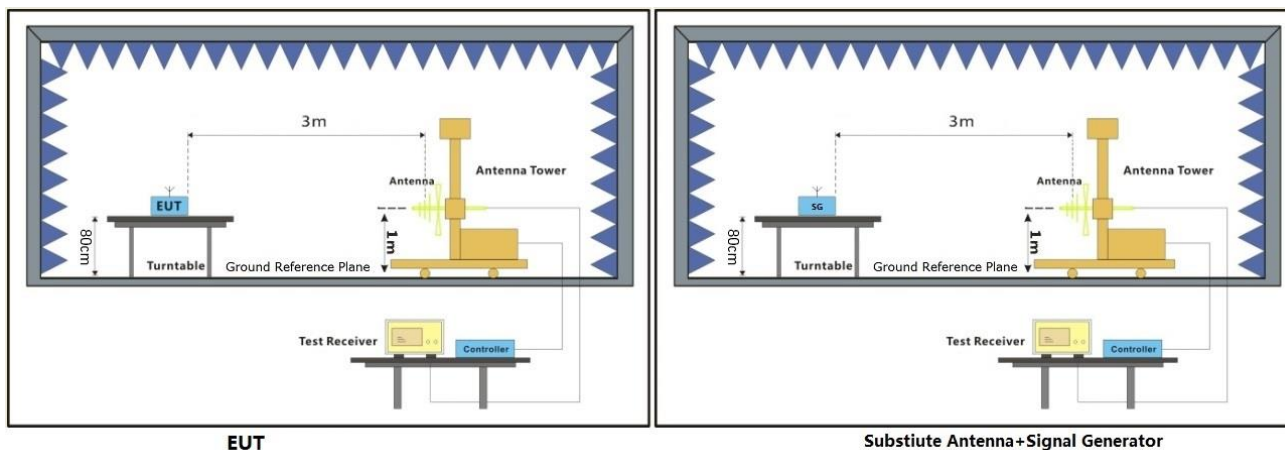 3m
Antenna
Antenna Tower
EUT
80cm
1m
Turntable
Ground Reference Plane
Test Receiver
Controller
EUT
3m
Antenna
Antenna Tower
SG
80cm
1m
Turntable
Ground Reference Plane
Test Receiver
Controller
Substiute Antenna+Signal Generator